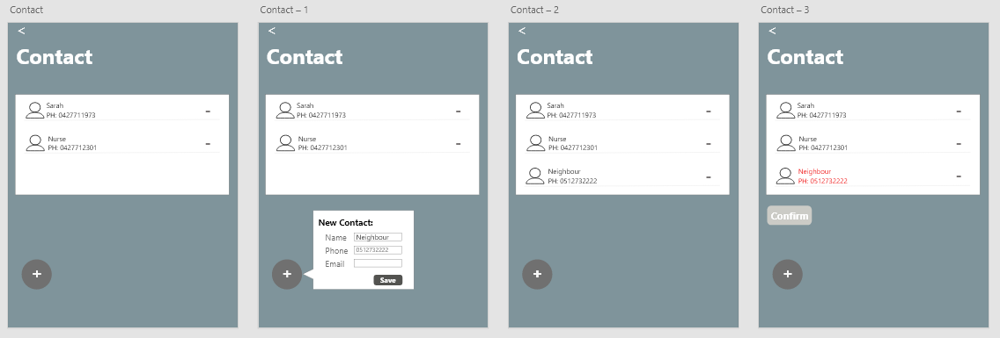 Contact
<
Contact
Sarah
PH: 0427711973
-
Nurse
PH: 0427712301
-
+
Contact – 1
<
Contact
Sarah
PH: 0427711973
-
Nurse
PH: 0427712301
-
New Contact:
Name Neighbour
Phone 0512732222
Email
Save
+
Contact – 2
<
Contact
Sarah
PH: 0427711973
-
Nurse
PH: 0427712301
-
Neighbour
PH: 0512732222
-
+
Contact – 3
<
Contact
Sarah
PH: 0427711973
-
Nurse
PH: 0427712301
-
Neighbour
PH: 0512732222
-
Confirm
+